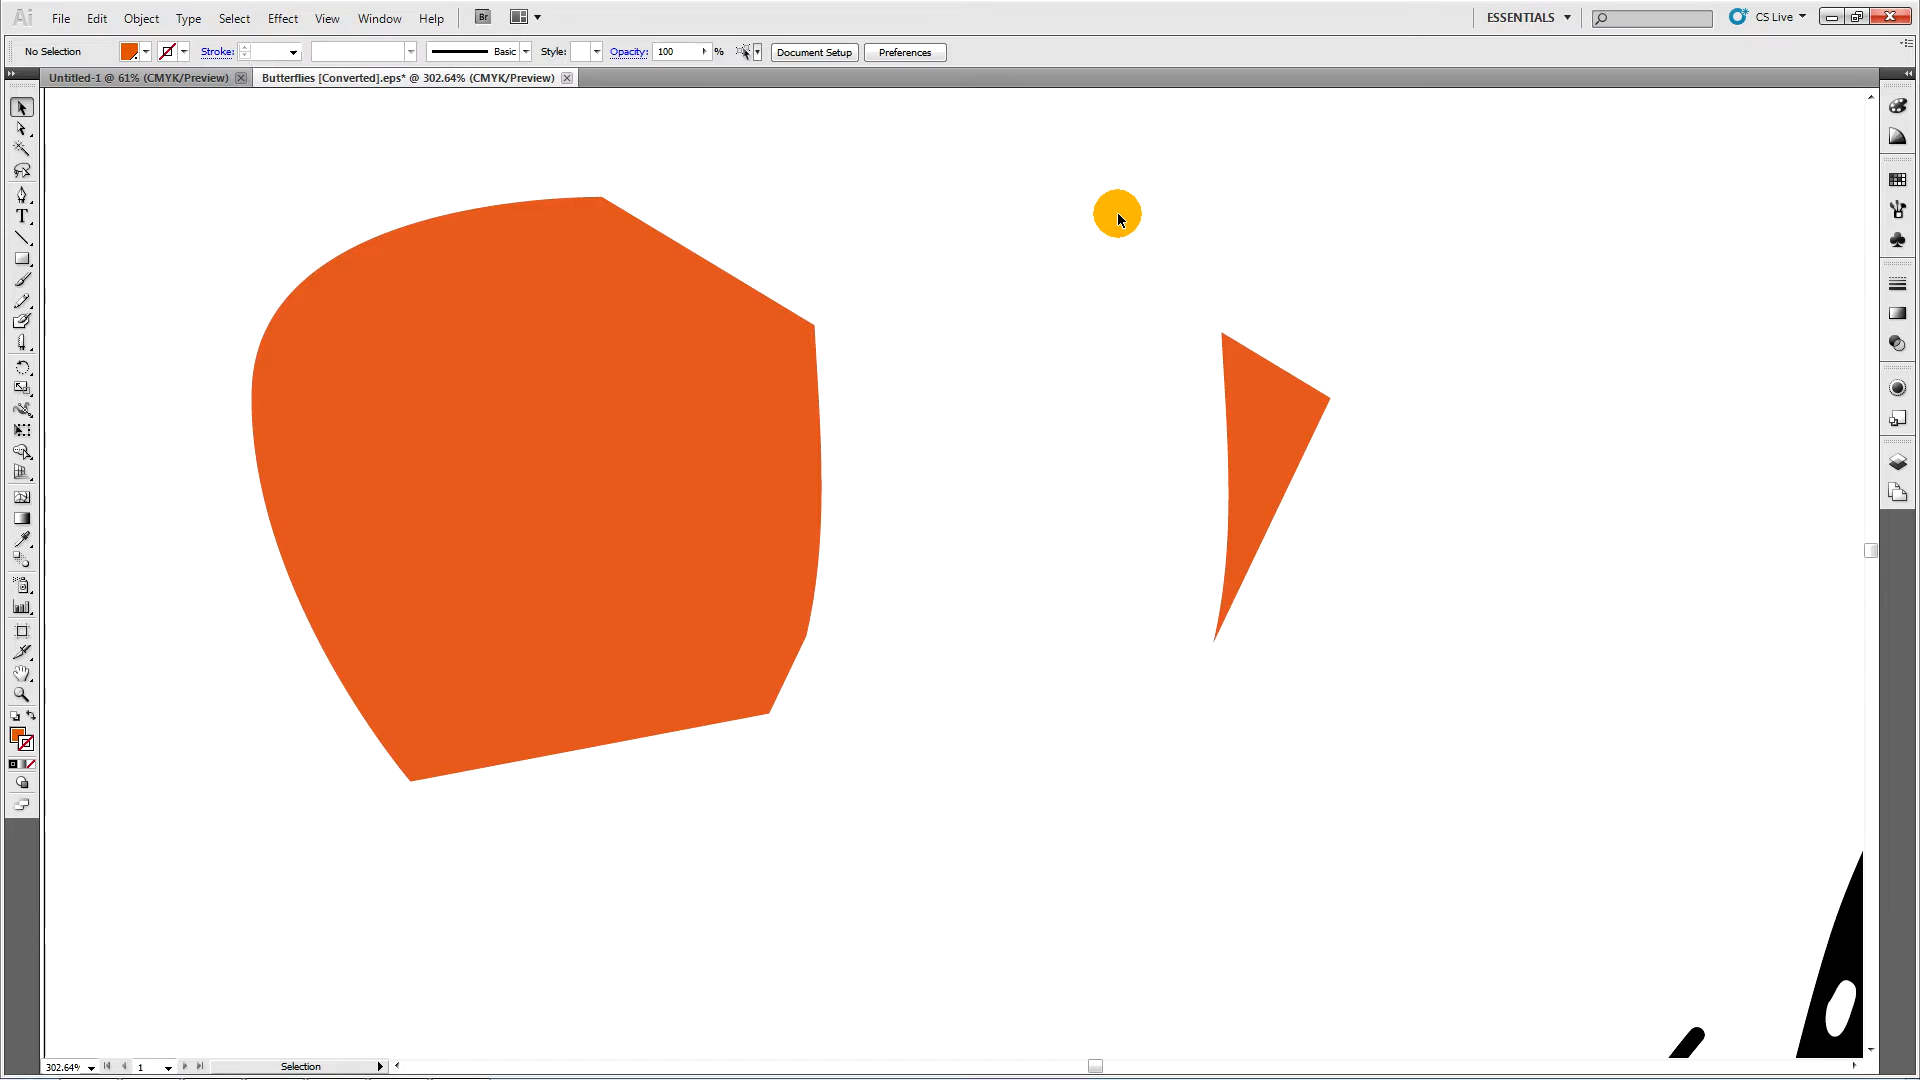 Ai File Edit Object Type Select Effect View Window Help Br ESSENTIALS CS Live
No Selection Stroke: Basic Style: Opacity: 100 % Document Setup Preferences
Untitled-1 @ 61% (CMYK/Preview) Butterflies [Converted].eps* @ 302.64% (CMYK/Preview)
T
302.64% 1 Selection